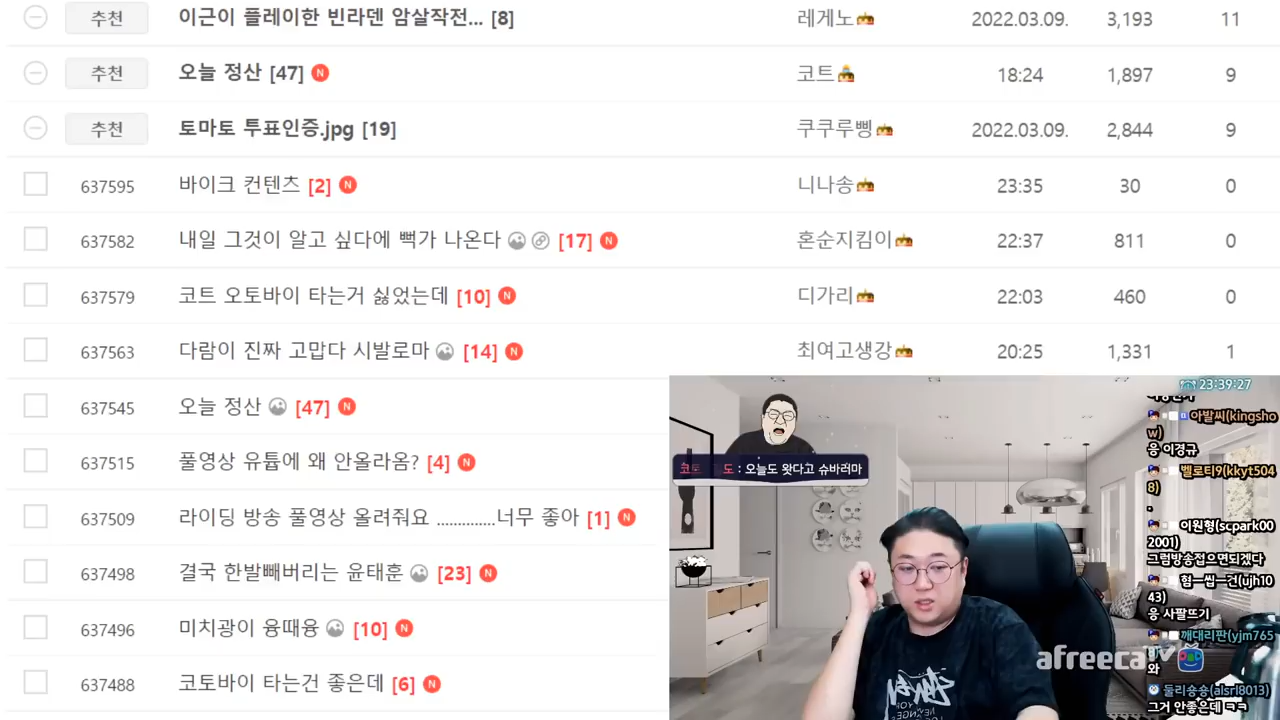 추천 이근이 플레이한 빈라덴 암살작전... [8] 레게노 2022.03.09. 3,193 11
추천 오늘 정산 [47] N 코트 18:24 1,897 9
추천 토마토 투표인증.jpg [19] 쿠쿠루삥 2022.03.09. 2,844 9
637595 바이크 컨텐츠 [2] N 니나송 23:35 30 0
637582 내일 그것이 알고 싶다에 뻑가 나온다 [17] N 혼순지킴이 22:37 811 0
637579 코트 오토바이 타는거 싫었는데 [10] N 디가리 22:03 460 0
637563 다람이 진짜 고맙다 시발로마 [14] N 최여고생강 20:25 1,331 1
637545 오늘 정산 [47] N
637515 풀영상 유튭에 왜 안올라옴? [4] N
637509 라이딩 방송 풀영상 올려줘요 ..............너무 좋아 [1] N
637498 결국 한발빼버리는 윤태훈 [23] N
637496 미치광이 융때융 [10] N
637488 코토바이 타는건 좋은데 [6] N
23:39:27
아발씨(kingsho
w)
응 이경규
벨로티9(kkyt504
8)
.
이원형(scpark00
2001)
그럼방송접으면되겠다
혐ㅡ씹ㅡ건(ujh10
43)
응 사팔뜨기
깨대리판(yjm765
와
둘리숑숑(alsrl8013)
그거 안좋은데 ㅋㅋ
코트 도 : 오늘도 왓다고 슈바러마
afreecaTV